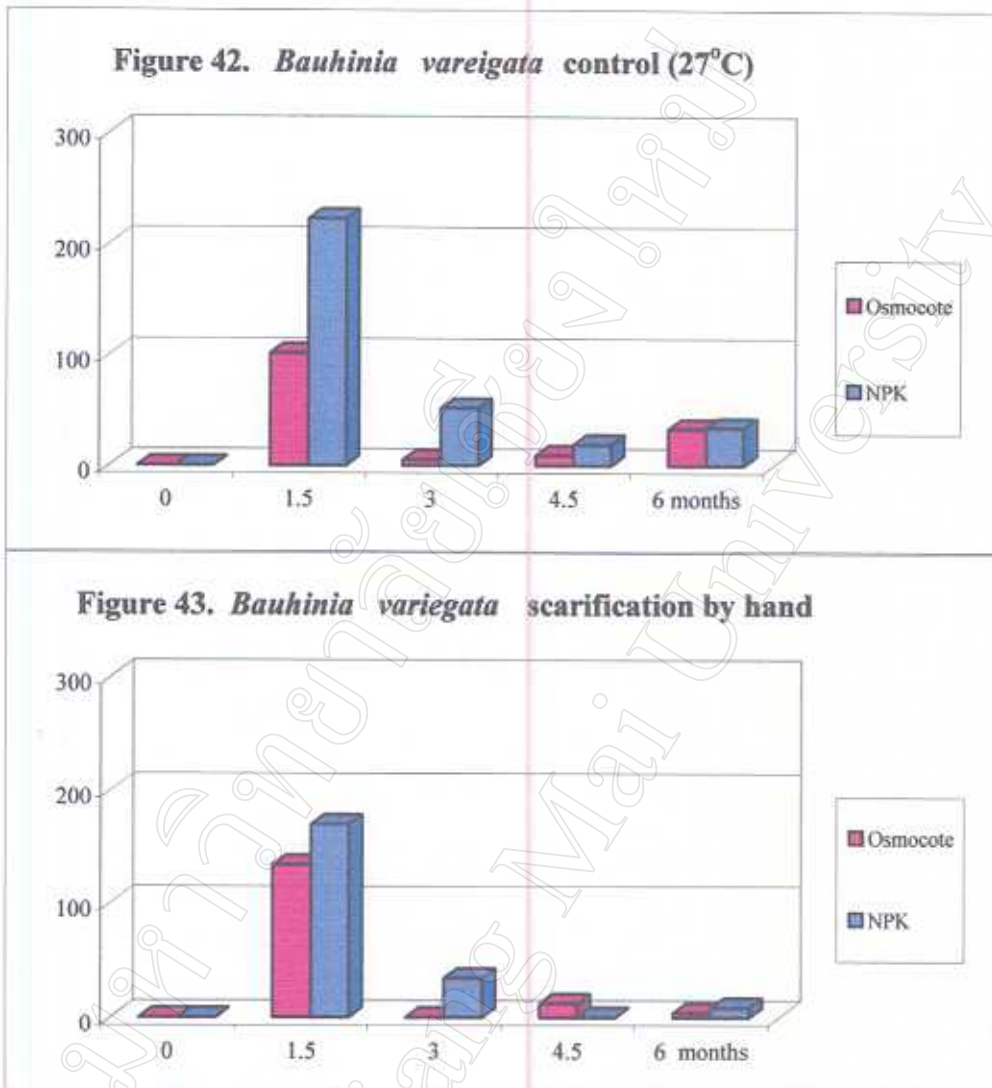 Figure 42. Bauhinia vareigata control (27°C)
300
200
100
0
0 1.5 3 4.5 6 months
Osmocote
NPK
Figure 43. Bauhinia variegata scarification by hand
300
200
100
0
0 1.5 3 4.5 6 months
Osmocote
NPK
Mai University